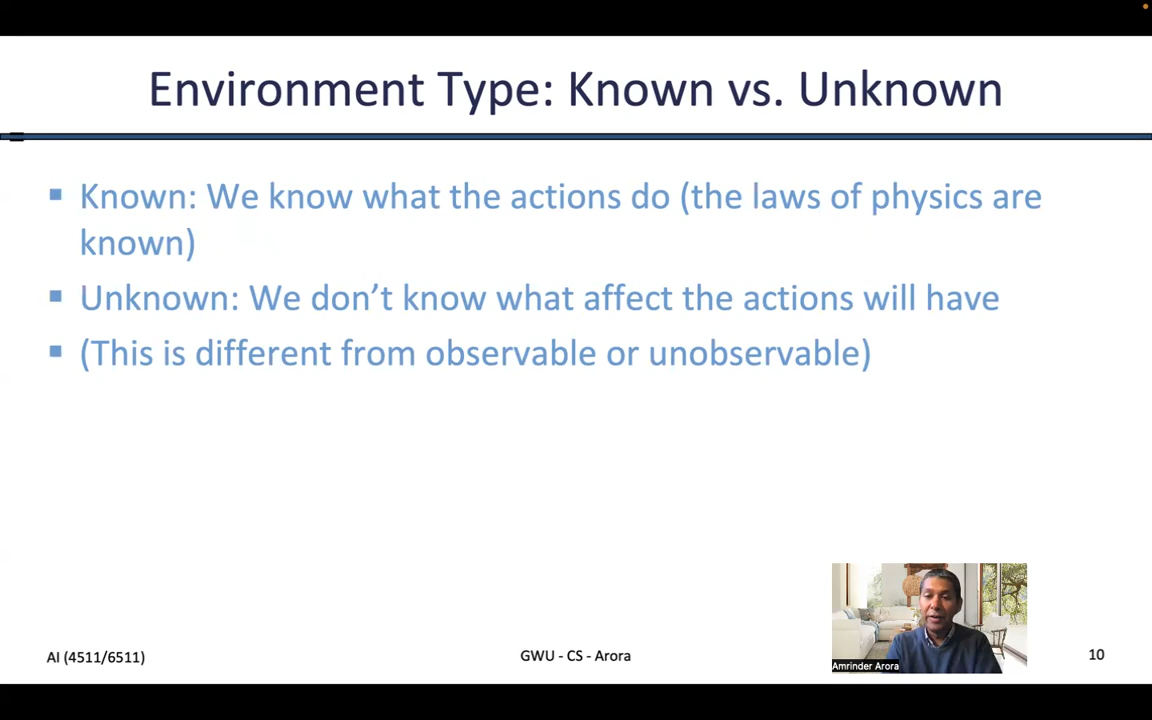 Environment Type: Known vs. Unknown
▪ Known: We know what the actions do (the laws of physics are
known)
▪ Unknown: We don’t know what affect the actions will have
▪ (This is different from observable or unobservable)
Amrinder Arora
AI (4511/6511)
GWU - CS - Arora
10